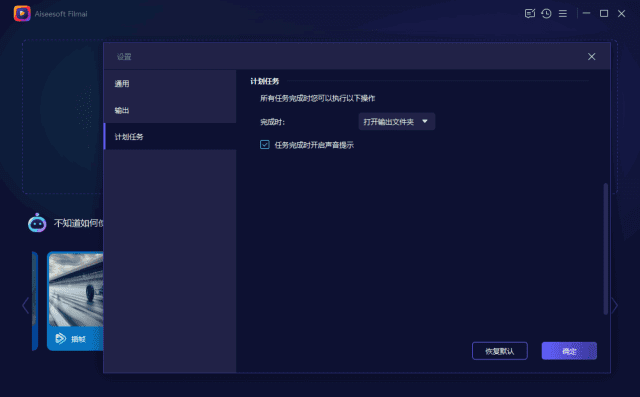 Aiseesoft Filmai
设置
通用
输出
计划任务
计划任务
所有任务完成时您可以执行以下操作
完成时:
打开输出文件夹
任务完成时开启声音提示
不知道如何使
插帧
恢复默认
确定